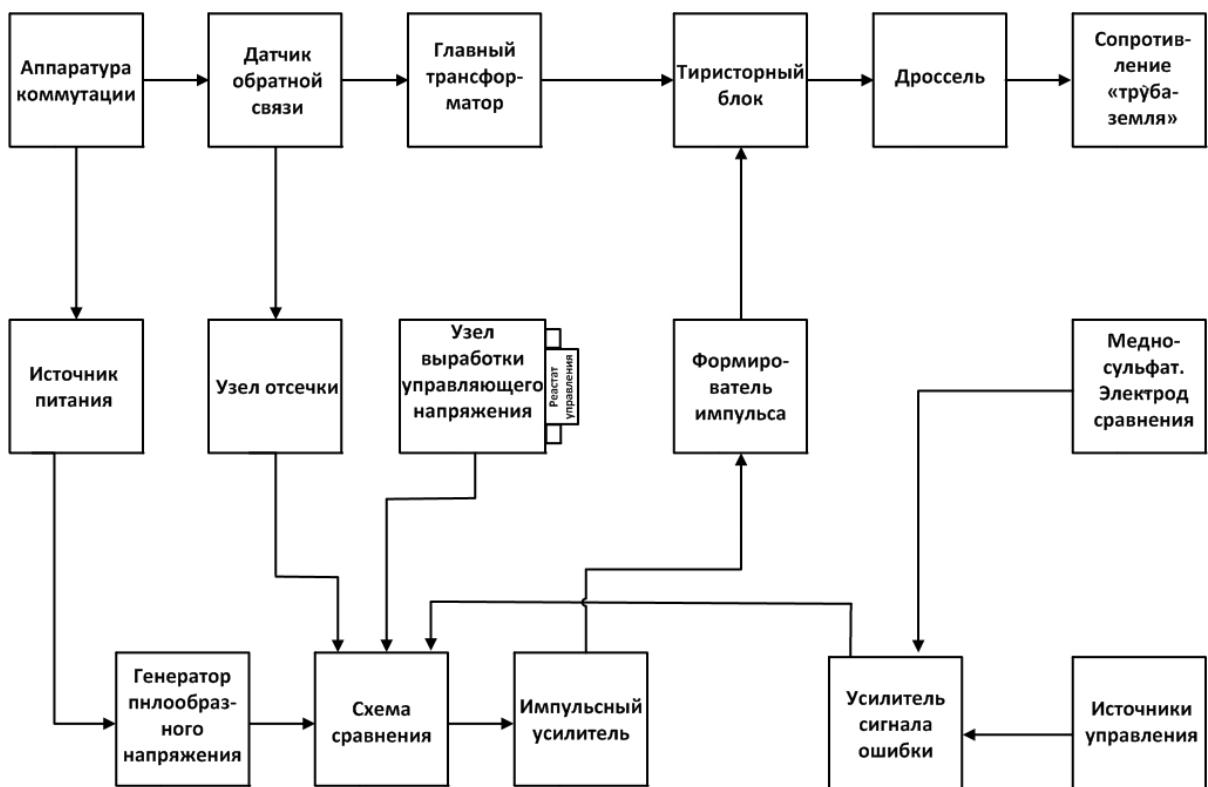 Аппаратура
коммутации
Датчик
обратной
связи
Главный
трансфор-
матор
Тиристорный
блок
Дроссель
Сопротив-
ление
«труба-
земля»
Источник
питания
Узел отсечки
Узел
выработки
управляющего
напряжения
Реастат
управления
Формиро-
ватель
импульса
Медно-
сульфат.
Электрод
сравнения
Генератор
пнлообраз-
ного
напряжения
Схема
сравнения
Импульсный
усилитель
Усилитель
сигнала
ошибки
Источники
управления